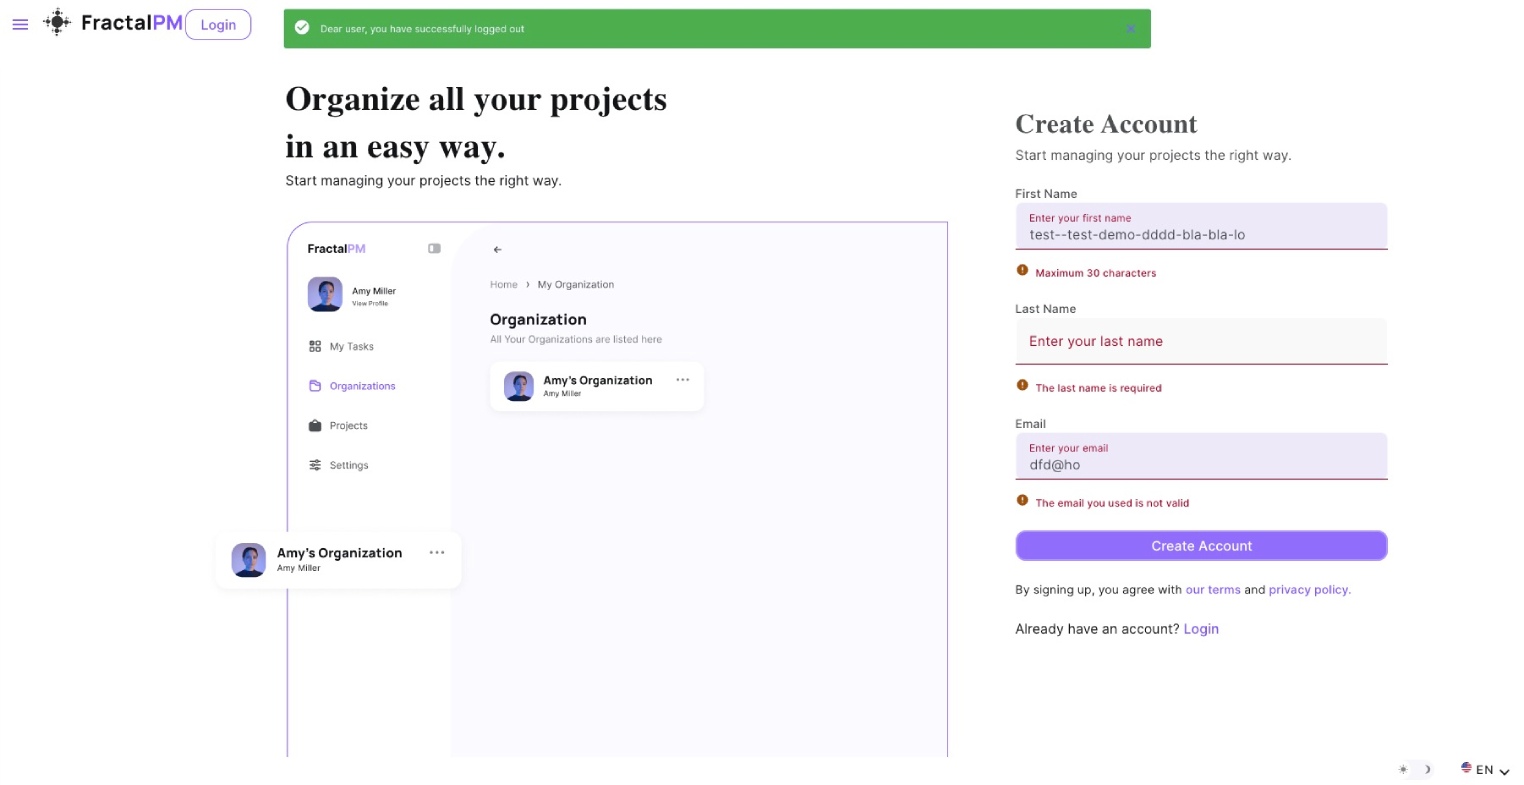 FractalPM
Login
Dear user, you have successfully logged out
Organize all your projects
in an easy way.
Start managing your projects the right way.
FractalPM
Amy Miller
View Profile
My Tasks
Organizations
Projects
Settings
Home › My Organization
Organization
All Your Organizations are listed here
Amy's Organization
Amy Miller
Amy's Organization
Amy Miller
Create Account
Start managing your projects the right way.
First Name
Enter your first name
test--test-demo-dddd-bla-bla-lo
Maximum 30 characters
Last Name
Enter your last name
The last name is required
Email
Enter your email
dfd@ho
The email you used is not valid
Create Account
By signing up, you agree with our terms and privacy policy.
Already have an account? Login
EN